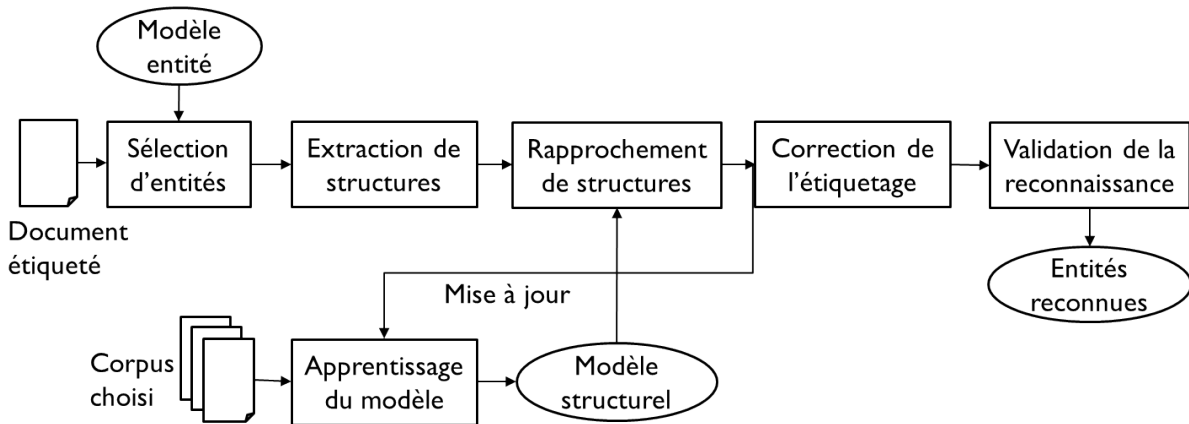 Modèle
entité
Sélection
d'entités
Extraction de
structures
Rapprochement
de structures
Correction de
l'étiquetage
Validation de la
reconnaissance
Document
étiqueté
Entités
reconnues
Mise à jour
Corpus
choisi
Apprentissage
du modèle
Modèle
structurel